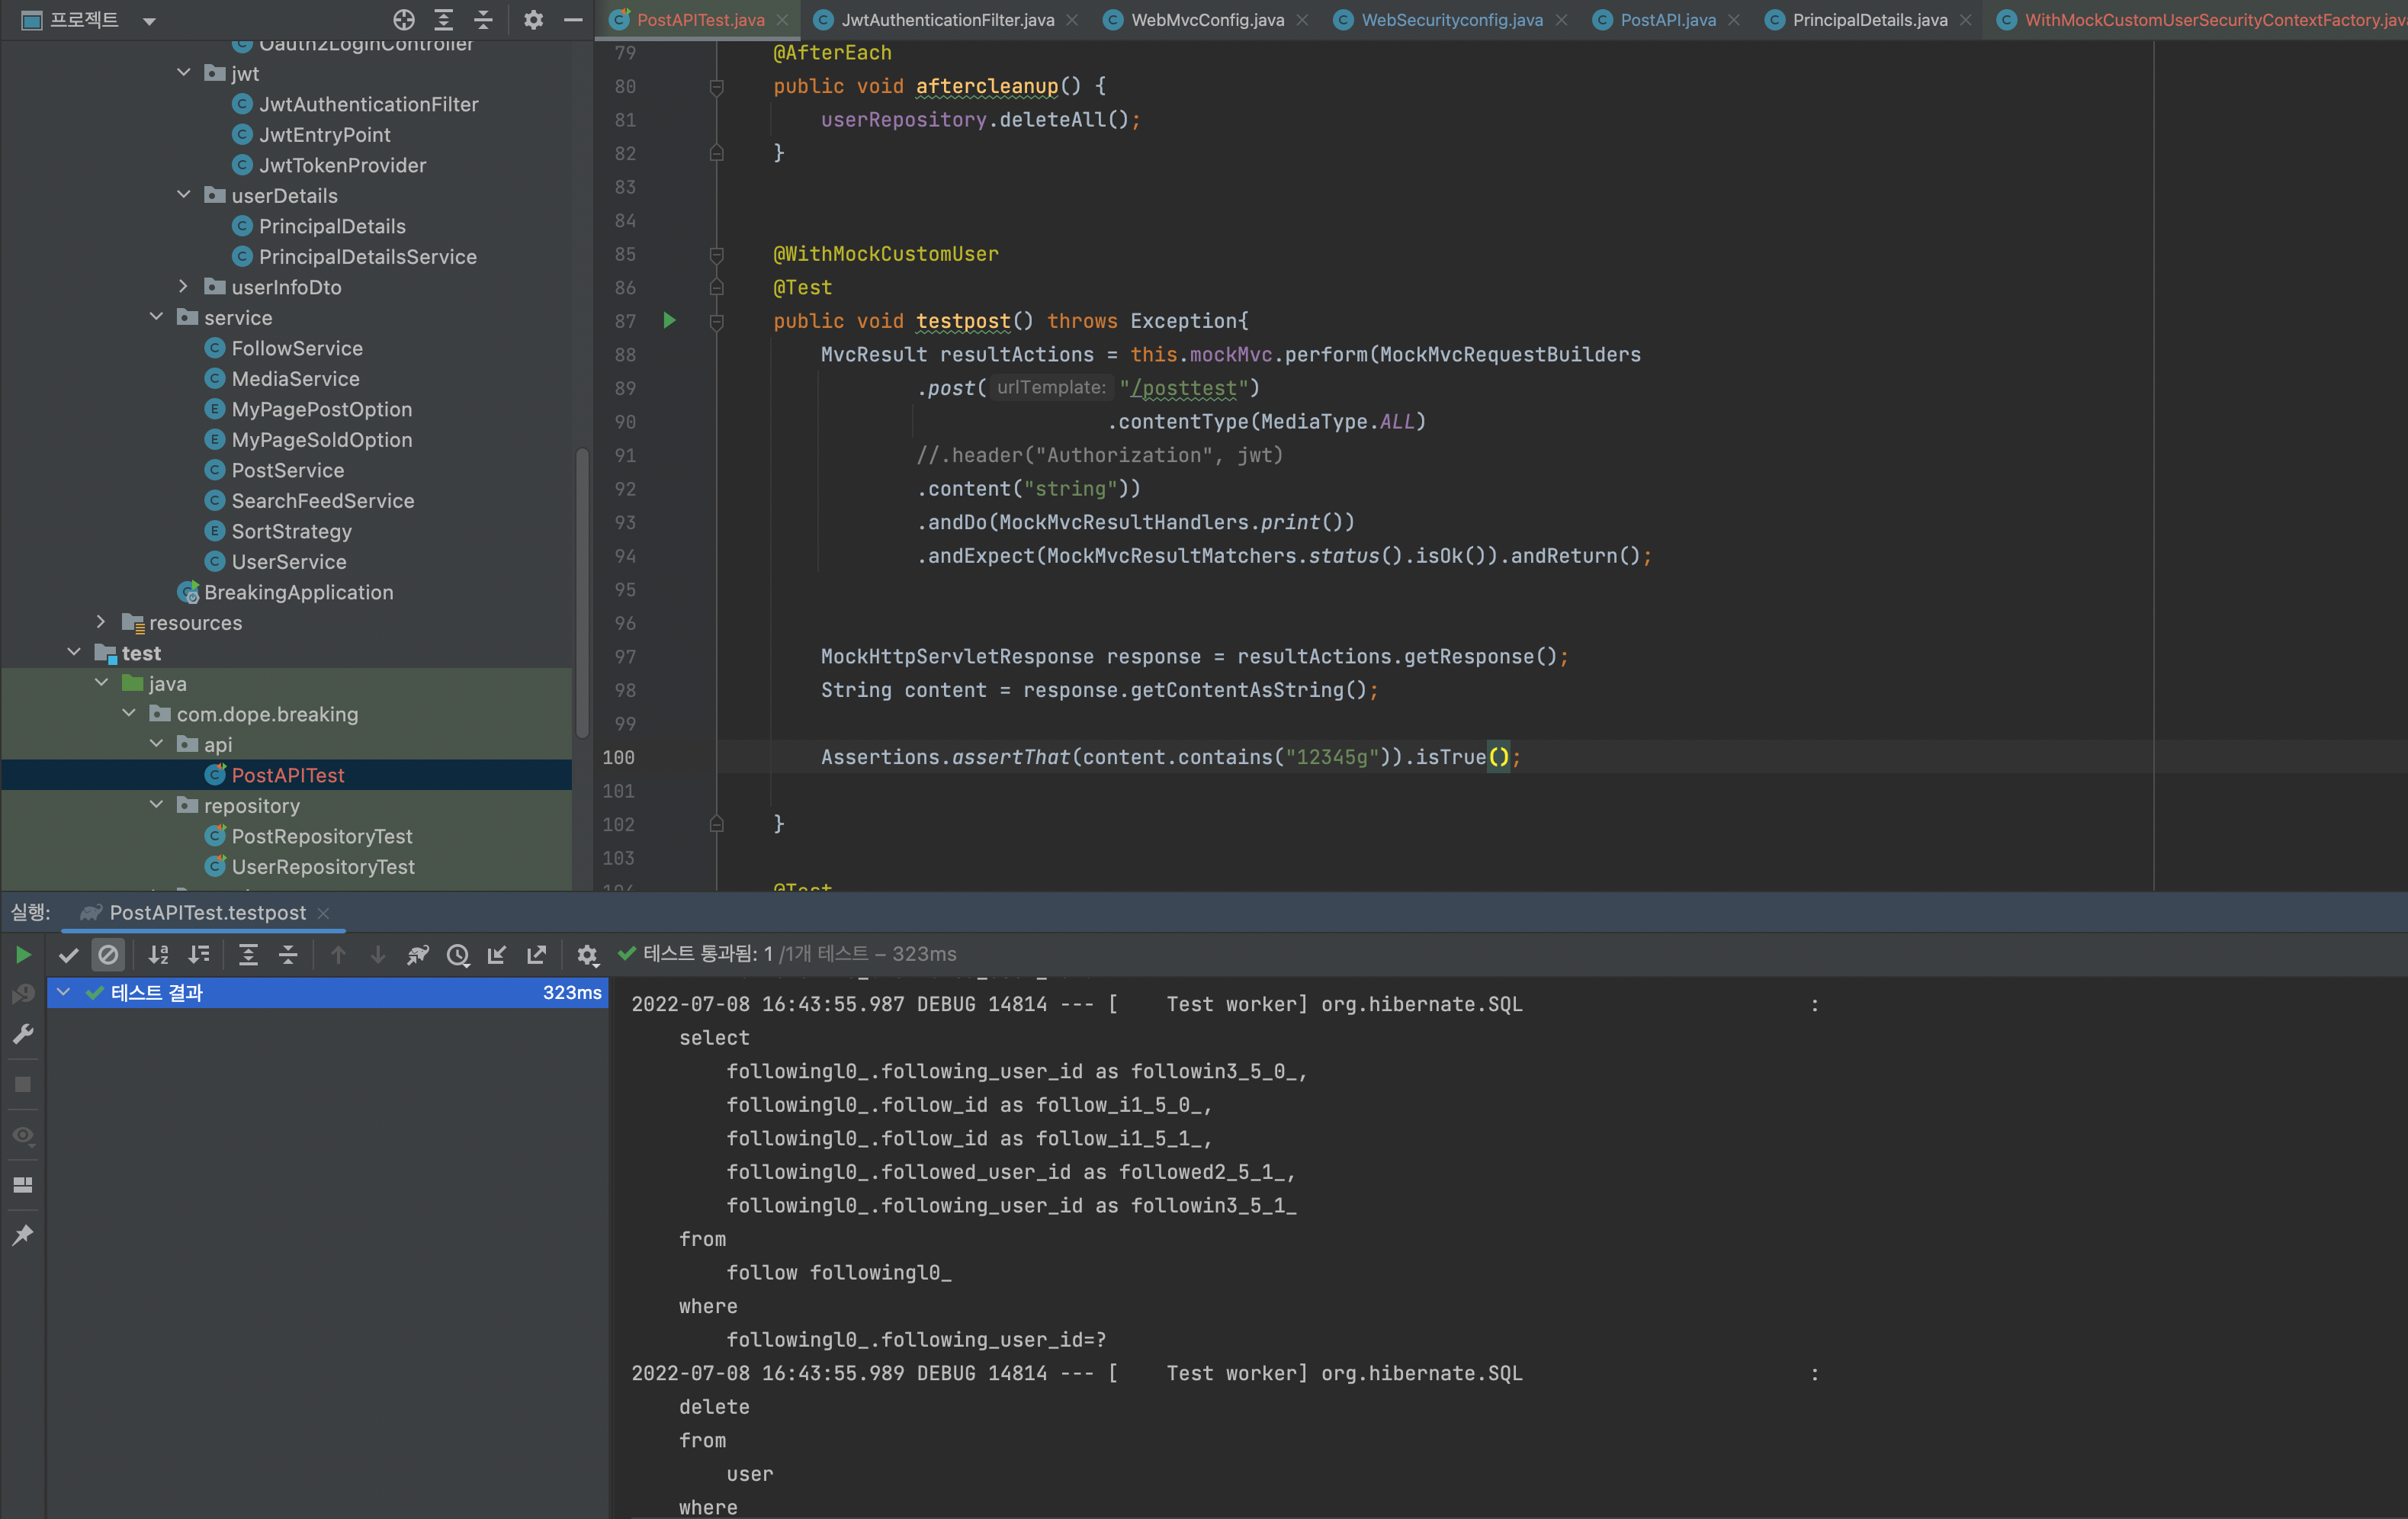 프로젝트
PostAPITest.java
JwtAuthenticationFilter.java
WebMvcConfig.java
WebSecurityconfig.java
PostAPI.java
PrincipalDetails.java
WithMockCustomUserSecurityContextFactory.jav
Oauth2LoginController
jwt
JwtAuthenticationFilter
JwtEntryPoint
JwtTokenProvider
userDetails
PrincipalDetails
PrincipalDetailsService
userInfoDto
service
FollowService
MediaService
MyPagePostOption
MyPageSoldOption
PostService
SearchFeedService
SortStrategy
UserService
BreakingApplication
resources
test
java
com.dope.breaking
api
PostAPITest
repository
PostRepositoryTest
UserRepositoryTest
79 @AfterEach
80 public void aftercleanup() {
81 userRepository.deleteAll();
82 }
83
84
85 @WithMockCustomUser
86 @Test
87 public void testpost() throws Exception{
88 MvcResult resultActions = this.mockMvc.perform(MockMvcRequestBuilders
89 .post( urlTemplate: "/posttest")
90 .contentType(MediaType.ALL)
91 //.header("Authorization", jwt)
92 .content("string"))
93 .andDo(MockMvcResultHandlers.print())
94 .andExpect(MockMvcResultMatchers.status().isOk()).andReturn();
95
96
97 MockHttpServletResponse response = resultActions.getResponse();
98 String content = response.getContentAsString();
99
100 Assertions.assertThat(content.contains("12345g")).isTrue();
101
102 }
103
104 @Test
실행: PostAPITest.testpost
테스트 통과됨: 1 /1개 테스트 – 323ms
테스트 결과 323ms
2022-07-08 16:43:55.987 DEBUG 14814 --- [    Test worker] org.hibernate.SQL                        :
select
followingl0_.following_user_id as followin3_5_0_,
followingl0_.follow_id as follow_i1_5_0_,
followingl0_.follow_id as follow_i1_5_1_,
followingl0_.followed_user_id as followed2_5_1_,
followingl0_.following_user_id as followin3_5_1_
from
follow followingl0_
where
followingl0_.following_user_id=?
2022-07-08 16:43:55.989 DEBUG 14814 --- [    Test worker] org.hibernate.SQL                        :
delete
from
user
where